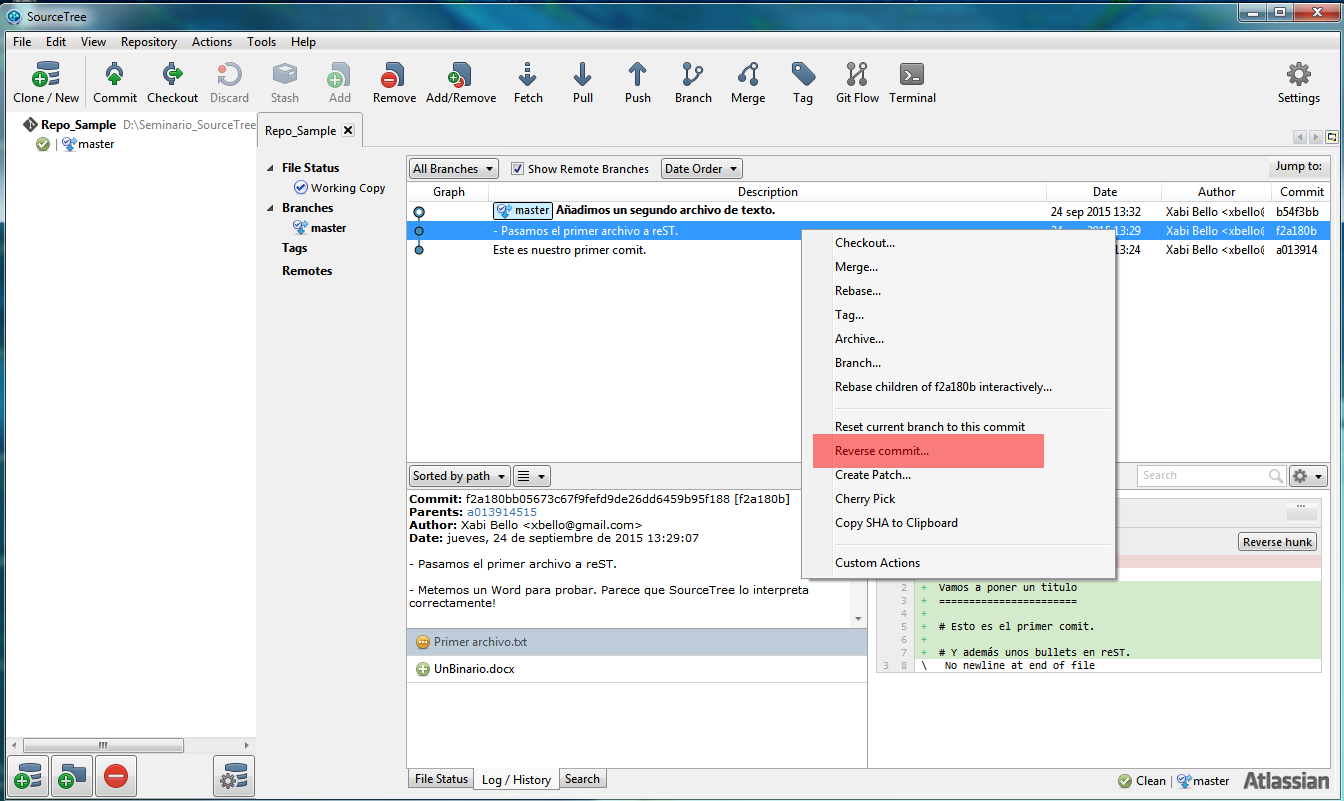 SourceTree
File Edit View Repository Actions Tools Help
Clone / New Commit Checkout Discard Stash Add Remove Add/Remove Fetch Pull Push Branch Merge Tag Git Flow Terminal Settings
Repo_Sample D:\Seminario_SourceTree
master
Repo_Sample
File Status
Working Copy
Branches
master
Tags
Remotes
All Branches Show Remote Branches Date Order Jump to:
Graph Description Date Author Commit
master Añadimos un segundo archivo de texto. 24 sep 2015 13:32 Xabi Bello <xbello@ b54f3bb
- Pasamos el primer archivo a reST. 24 sep 2015 13:29 Xabi Bello <xbello@ f2a180b
Este es nuestro primer comit. 13:24 Xabi Bello <xbello@ a013914
Checkout...
Merge...
Rebase...
Tag...
Archive...
Branch...
Rebase children of f2a180b interactively...
Reset current branch to this commit
Reverse commit...
Create Patch...
Cherry Pick
Copy SHA to Clipboard
Custom Actions
Sorted by path
Search
Commit: f2a180bb05673c67f9fefd9de26dd6459b95f188 [f2a180b]
Parents: a013914515
Author: Xabi Bello <xbello@gmail.com>
Date: jueves, 24 de septiembre de 2015 13:29:07
- Pasamos el primer archivo a reST.
- Metemos un Word para probar. Parece que SourceTree lo interpreta
correctamente!
Primer archivo.txt
UnBinario.docx
Reverse hunk
2 + Vamos a poner un titulo
3 + =======================
4 +
5 + # Esto es el primer comit.
6 +
7 + # Y además unos bullets en reST.
3 8 \ No newline at end of file
File Status Log / History Search
Clean master Atlassian